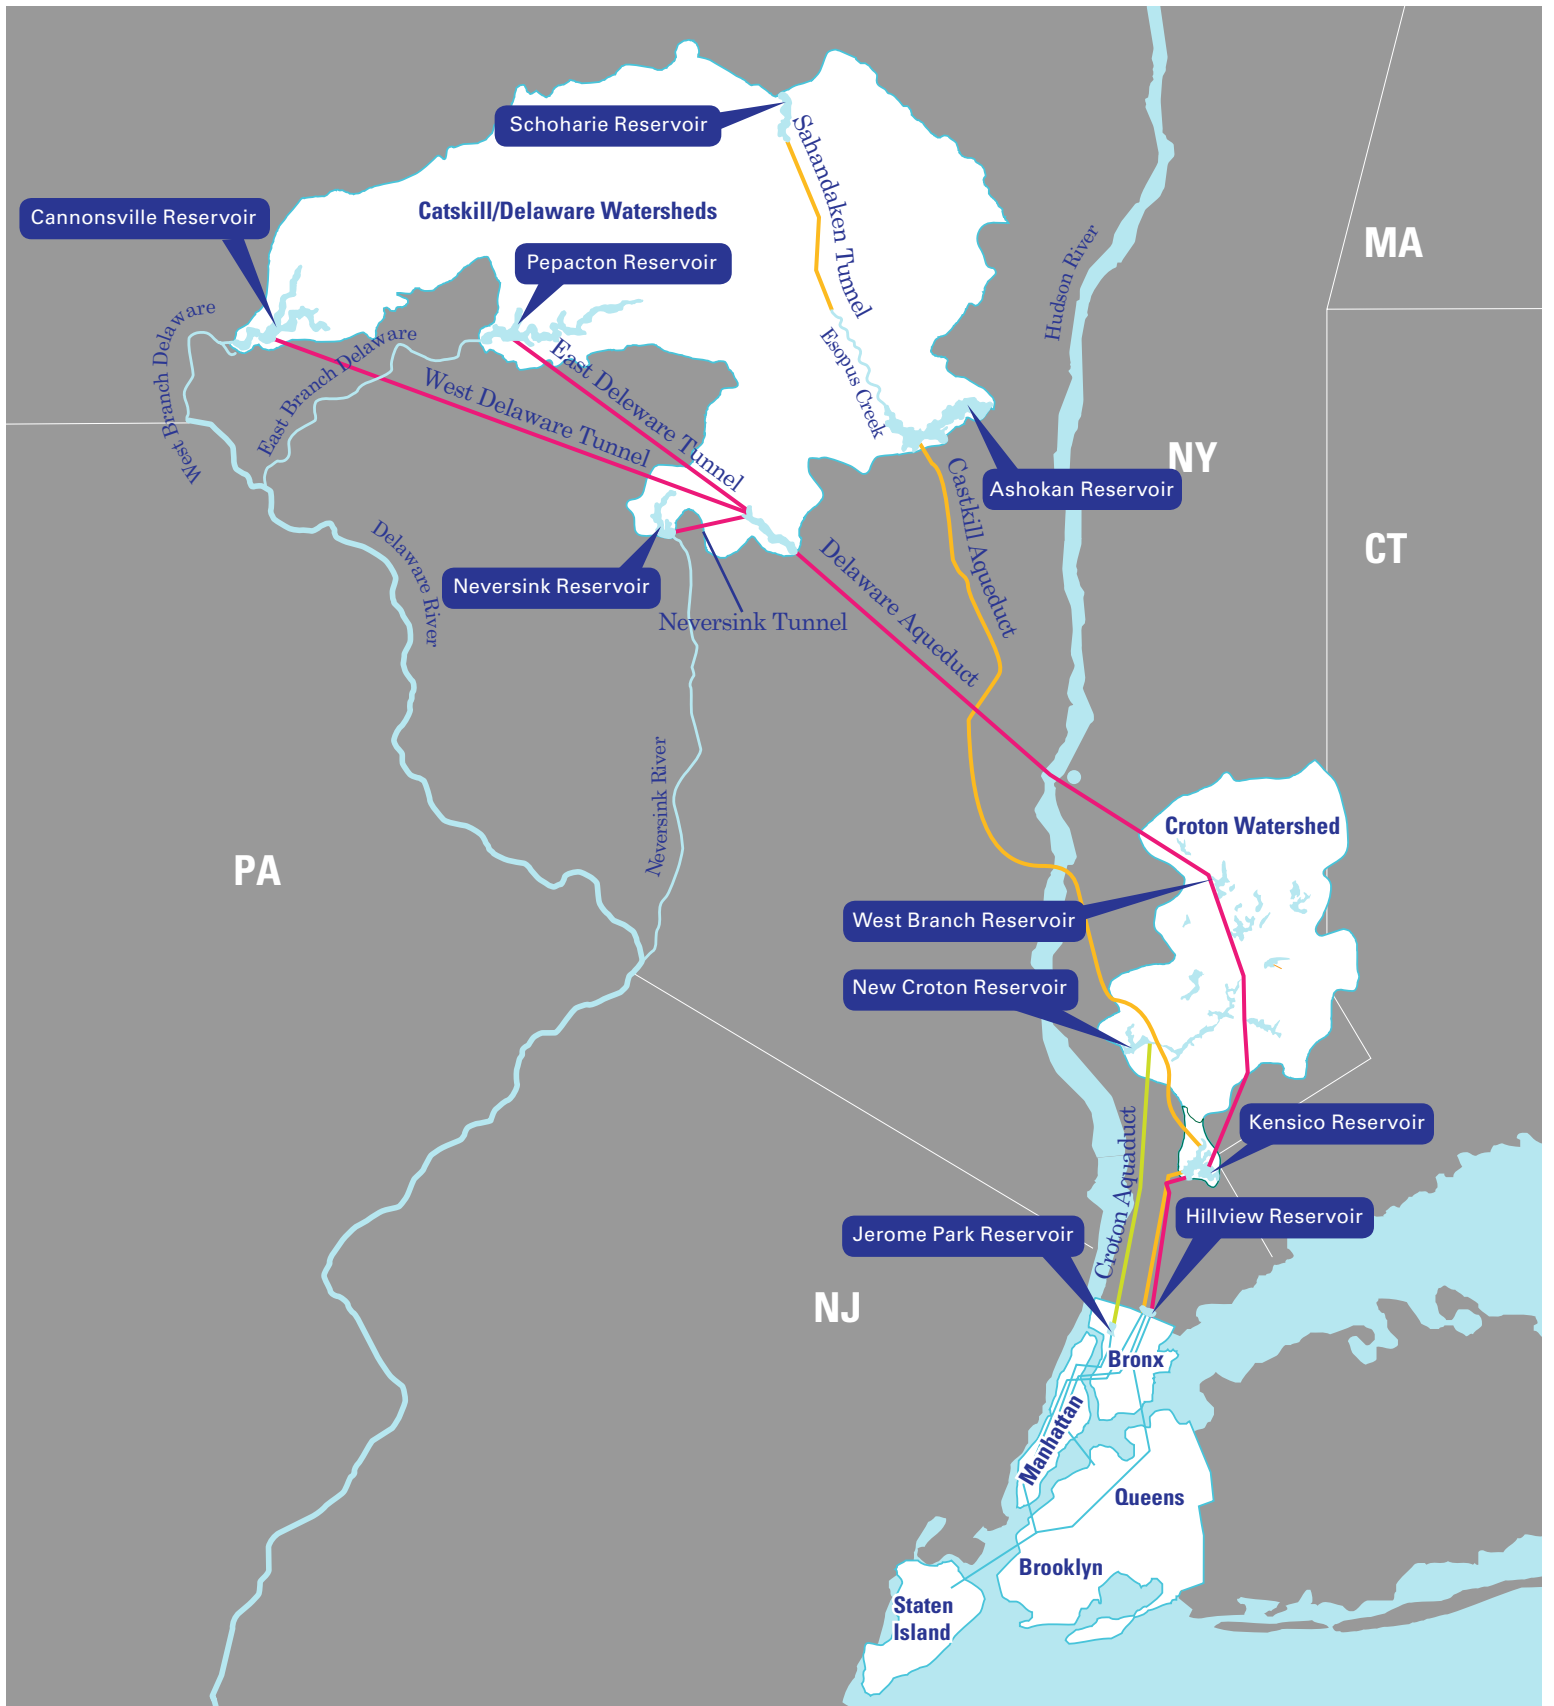 Schoharie Reservoir
Sahandaken Tunnel
Cannonsville Reservoir
Catskill/Delaware Watersheds
MA
Pepacton Reservoir
Hudson River
West Branch Delaware
East Branch Delaware
East Deleware Tunnel
West Delaware Tunnel
Esopus Creek
NY
Castkill Aqueduct
Ashokan Reservoir
Delaware River
CT
Neversink Reservoir
Delaware Aqueduct
Neversink Tunnel
Neversink River
Croton Watershed
PA
West Branch Reservoir
New Croton Reservoir
Kensico Reservoir
Croton Aquaduct
Hillview Reservoir
Jerome Park Reservoir
NJ
Bronx
Manhattan
Queens
Brooklyn
Staten
Island